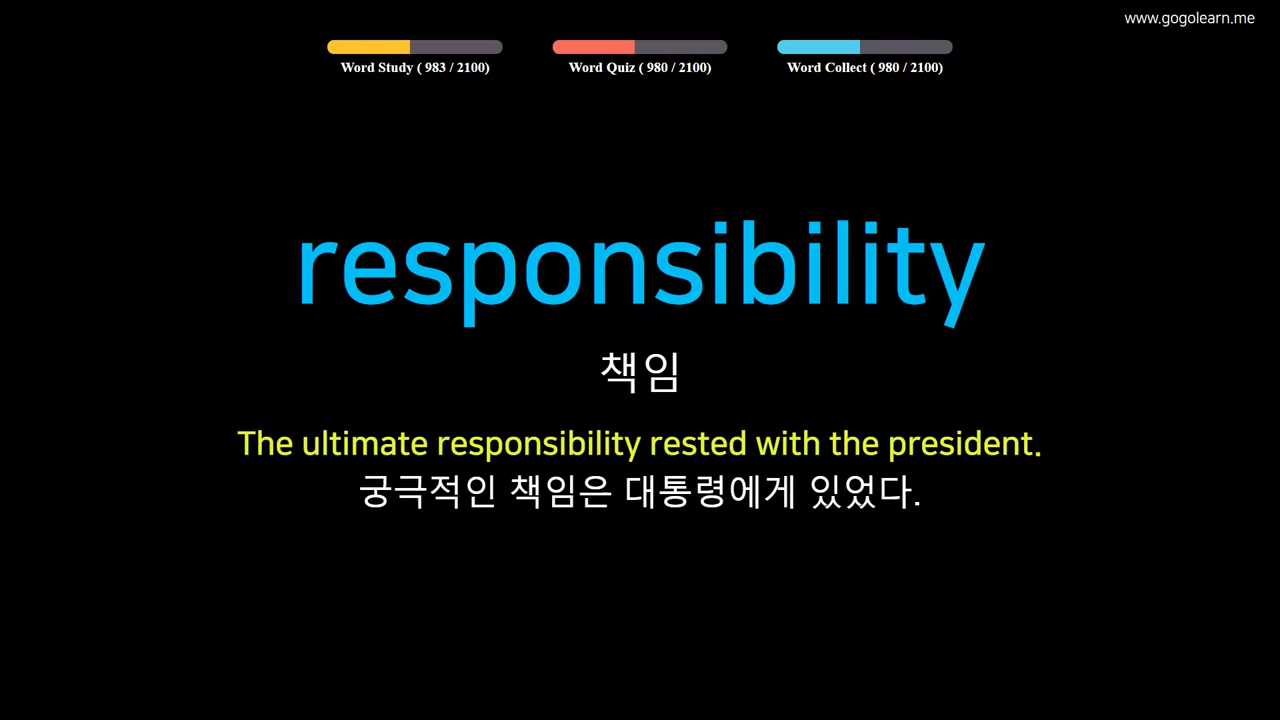 www.gogolearn.me
Word Study ( 983 / 2100)
Word Quiz ( 980 / 2100)
Word Collect ( 980 / 2100)
responsibility
책임
The ultimate responsibility rested with the president.
궁극적인 책임은 대통령에게 있었다.